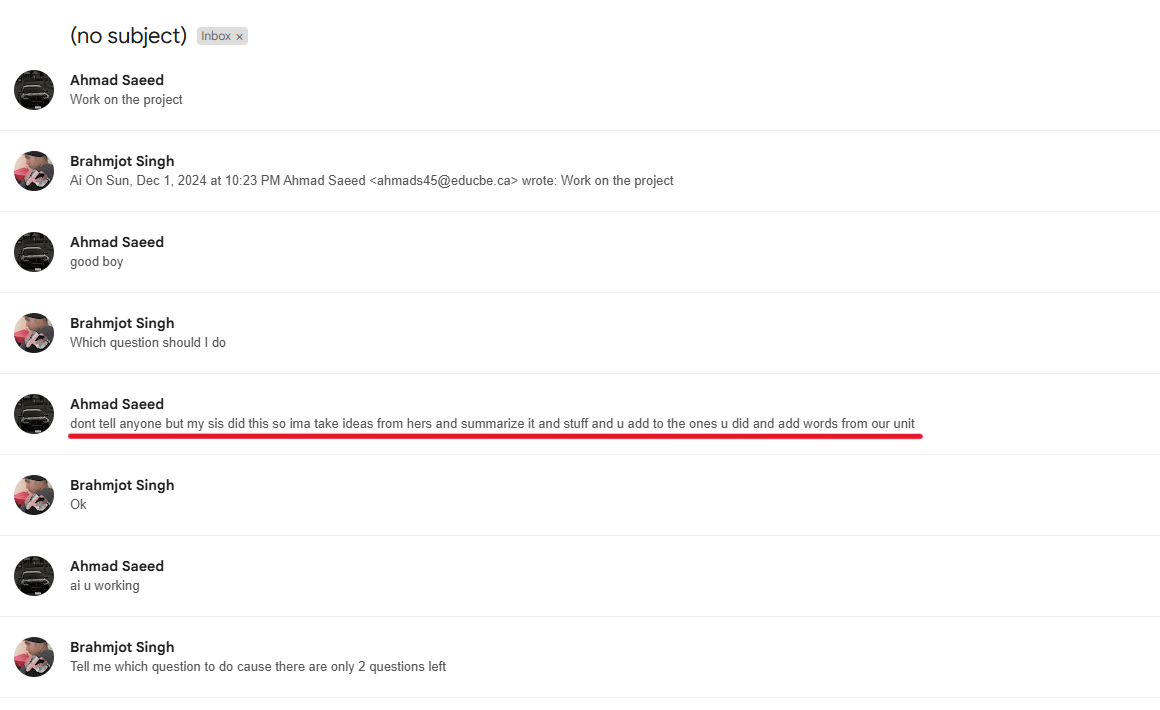 (no subject) Inbox ×
Ahmad Saeed
Work on the project
Brahmjot Singh
Ai On Sun, Dec 1, 2024 at 10:23 PM Ahmad Saeed <ahmads45@educbe.ca> wrote: Work on the project
Ahmad Saeed
good boy
Brahmjot Singh
Which question should I do
Ahmad Saeed
dont tell anyone but my sis did this so ima take ideas from hers and summarize it and stuff and u add to the ones u did and add words from our unit
Brahmjot Singh
Ok
Ahmad Saeed
ai u working
Brahmjot Singh
Tell me which question to do cause there are only 2 questions left